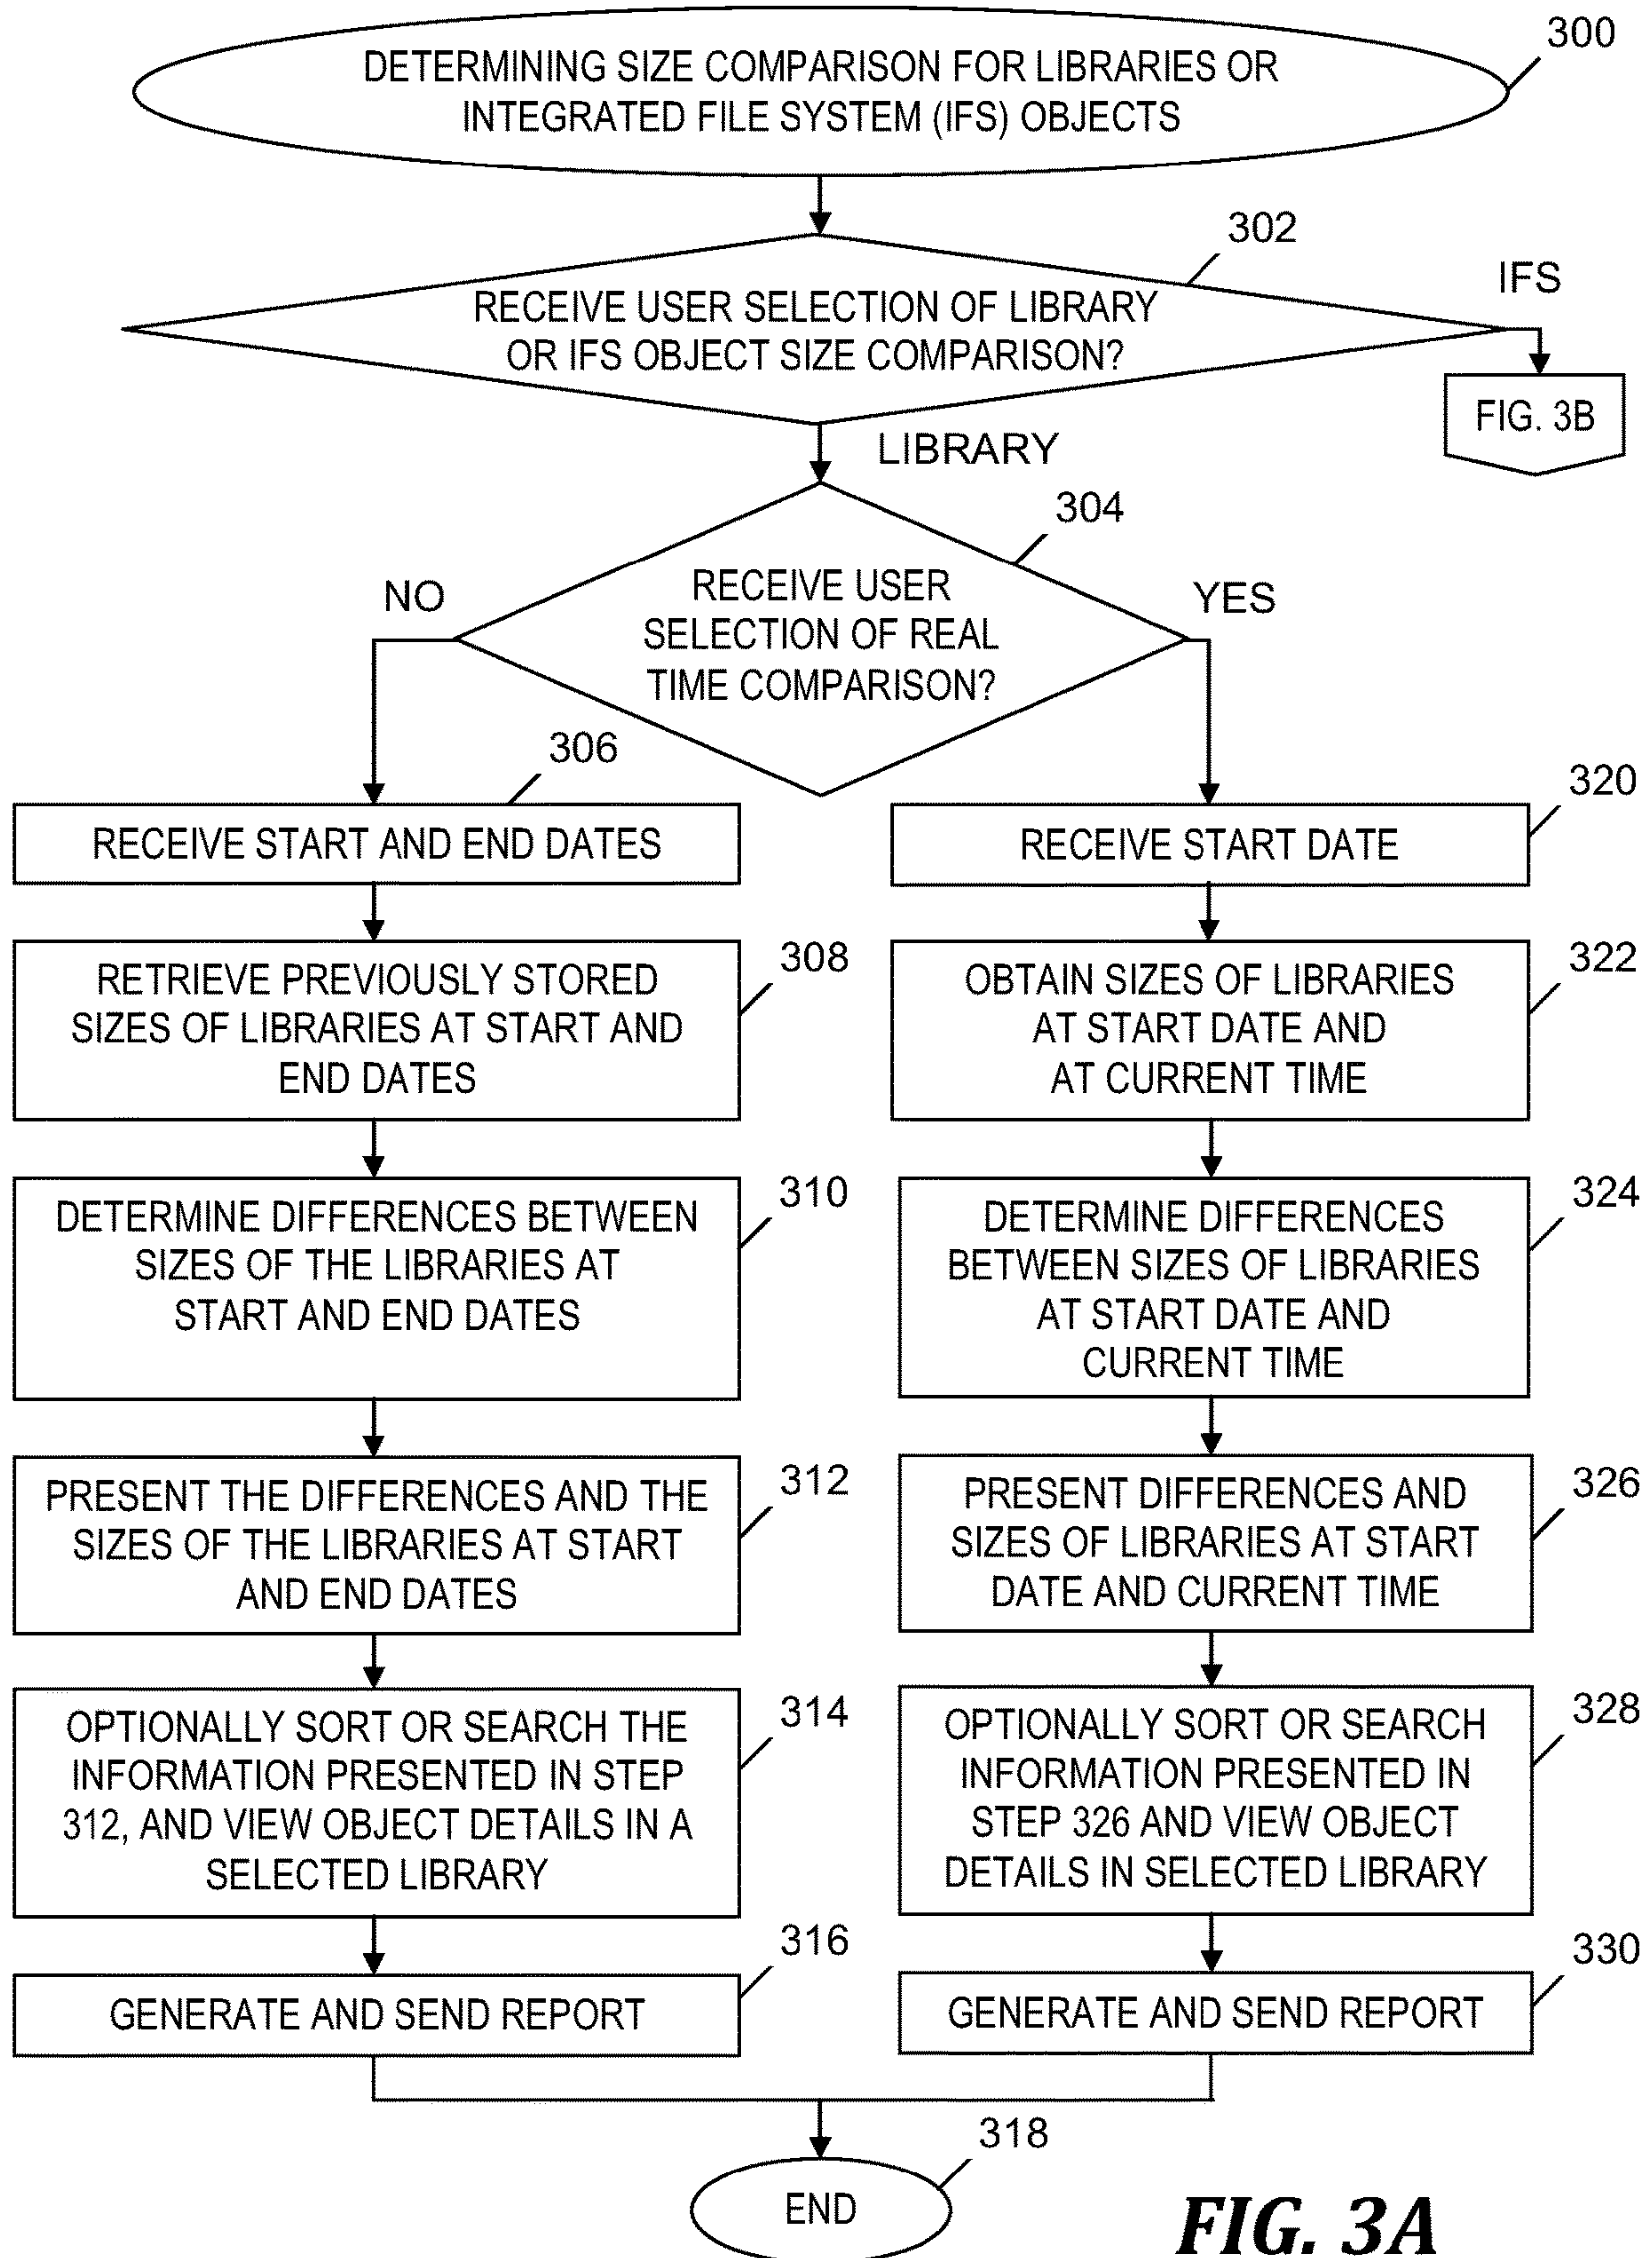 300
DETERMINING SIZE COMPARISON FOR LIBRARIES OR
INTEGRATED FILE SYSTEM (IFS) OBJECTS
302
RECEIVE USER SELECTION OF LIBRARY
OR IFS OBJECT SIZE COMPARISON?
IFS
FIG. 3B
LIBRARY
304
RECEIVE USER
SELECTION OF REAL
TIME COMPARISON?
NO
YES
306
RECEIVE START AND END DATES
308
RETRIEVE PREVIOUSLY STORED
SIZES OF LIBRARIES AT START AND
END DATES
310
DETERMINE DIFFERENCES BETWEEN
SIZES OF THE LIBRARIES AT
START AND END DATES
312
PRESENT THE DIFFERENCES AND THE
SIZES OF THE LIBRARIES AT START
AND END DATES
314
OPTIONALLY SORT OR SEARCH THE
INFORMATION PRESENTED IN STEP
312, AND VIEW OBJECT DETAILS IN A
SELECTED LIBRARY
316
GENERATE AND SEND REPORT
320
RECEIVE START DATE
322
OBTAIN SIZES OF LIBRARIES
AT START DATE AND
AT CURRENT TIME
324
DETERMINE DIFFERENCES
BETWEEN SIZES OF LIBRARIES
AT START DATE AND
CURRENT TIME
326
PRESENT DIFFERENCES AND
SIZES OF LIBRARIES AT START
DATE AND CURRENT TIME
328
OPTIONALLY SORT OR SEARCH
INFORMATION PRESENTED IN
STEP 326 AND VIEW OBJECT
DETAILS IN SELECTED LIBRARY
330
GENERATE AND SEND REPORT
318
END
FIG. 3A